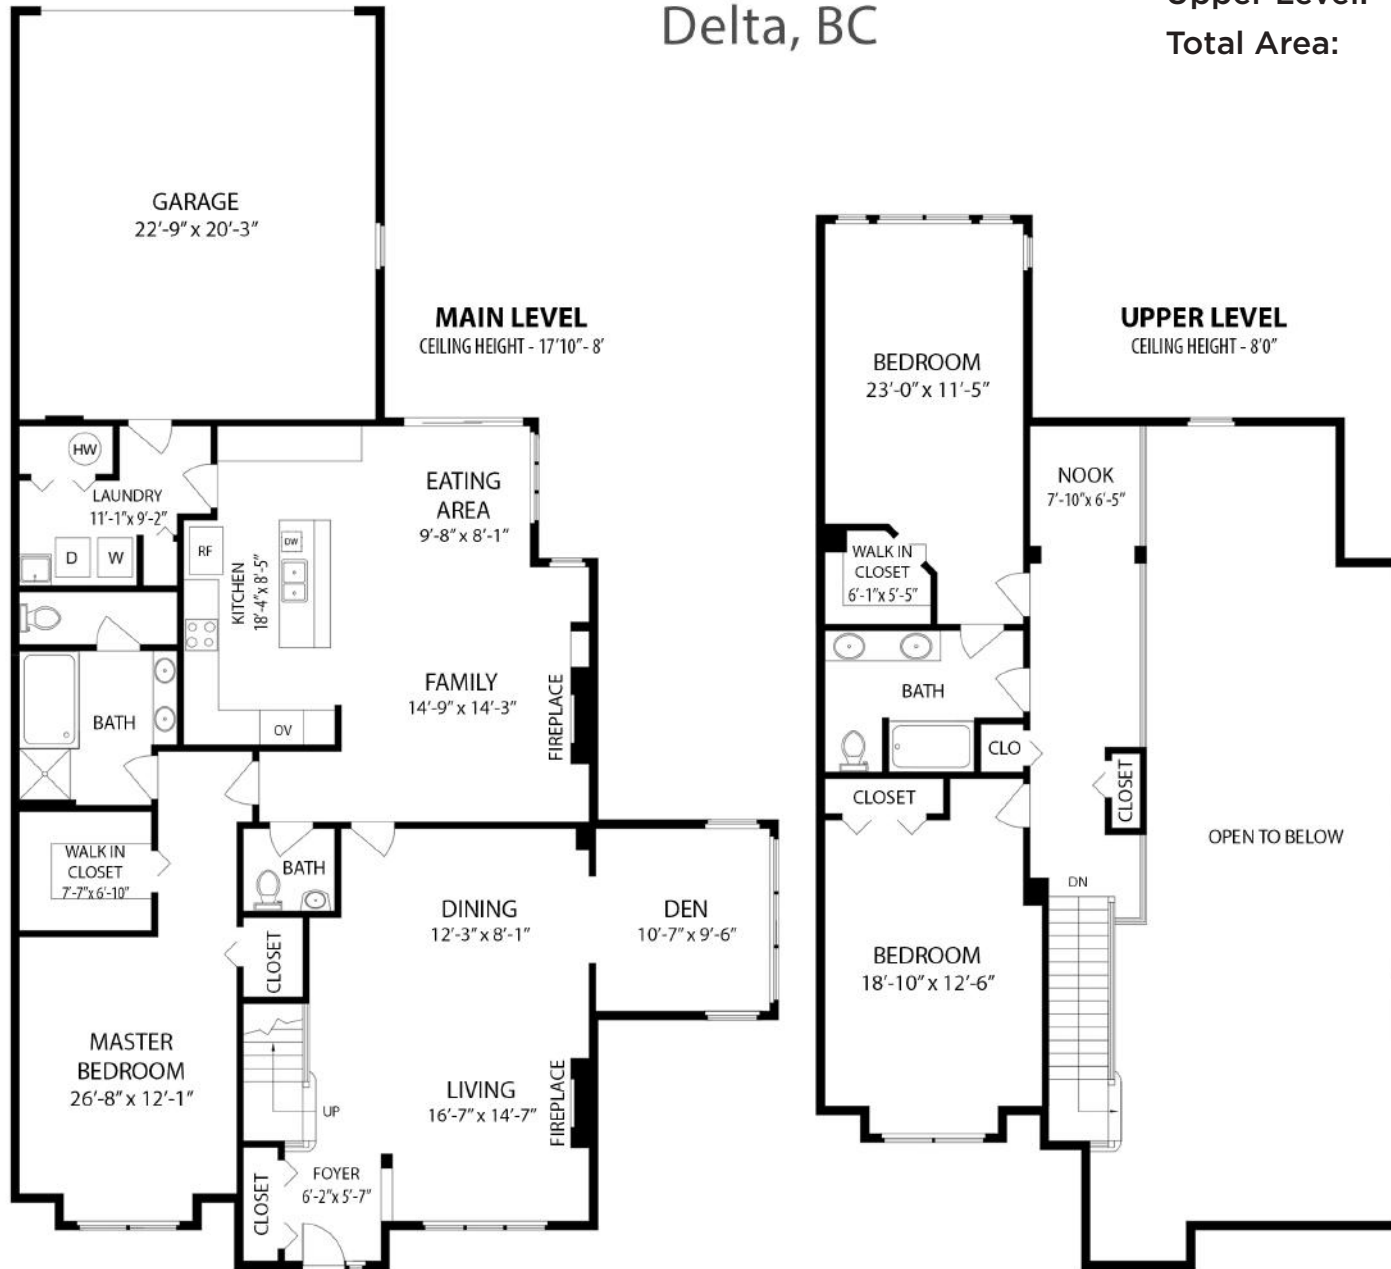 Delta, BC
Upper Level:
Total Area:
GARAGE
22'-9" x 20'-3"
MAIN LEVEL
CEILING HEIGHT - 17'10" - 8'
HW
LAUNDRY
11'-1"x 9'-2"
D
W
RF
KITCHEN
18'-4"x 8'-5"
DW
EATING
AREA
9'-8" x 8'-1"
FAMILY
14'-9" x 14'-3"
FIREPLACE
BATH
OV
WALK IN
CLOSET
7'-7"x 6'-10"
BATH
CLOSET
DINING
12'-3" x 8'-1"
DEN
10'-7" x 9'-6"
MASTER
BEDROOM
26'-8" x 12'-1"
UP
LIVING
16'-7" x 14'-7"
FIREPLACE
FOYER
6'-2"x 5'-7"
CLOSET
UPPER LEVEL
CEILING HEIGHT - 8'0"
BEDROOM
23'-0" x 11'-5"
NOOK
7'-10"x 6'-5"
WALK IN
CLOSET
6'-1"x 5'-5"
BATH
CLO
CLOSET
CLOSET
OPEN TO BELOW
DN
BEDROOM
18'-10" x 12'-6"